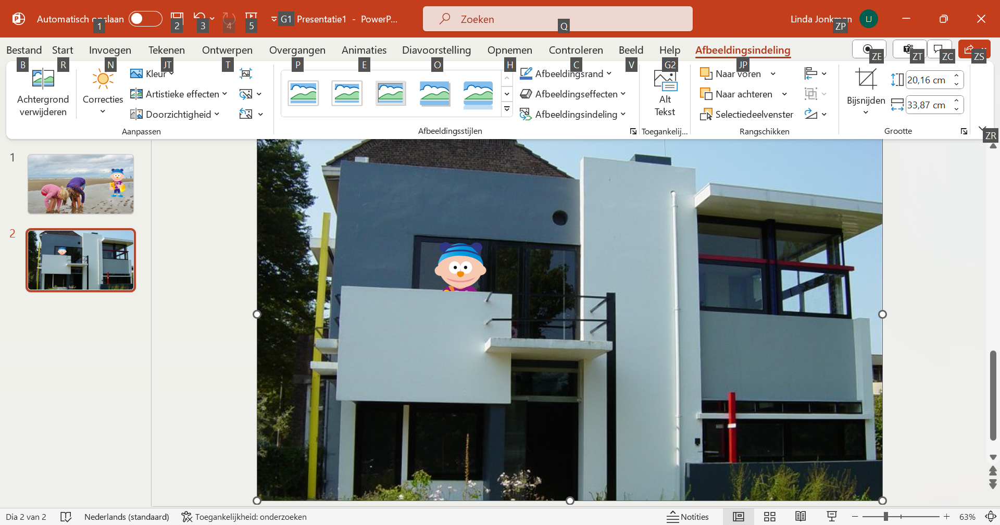 Automatisch opslaan
Presentatie1 - PowerP...
Zoeken
Linda Jonkman
LJ
1
2
3
4
5
G1
Q
ZP
Bestand
Start
Invoegen
Tekenen
Ontwerpen
Overgangen
Animaties
Diavoorstelling
Opnemen
Controleren
Beeld
Help
Afbeeldingsindeling
B
R
N
JT
T
P
E
O
H
C
V
G2
JP
ZE
ZT
ZC
ZS
Achtergrond
verwijderen
Correcties
Kleur
Artistieke effecten
Doorzichtigheid
Aanpassen
Afbeeldingsstijlen
Afbeeldingsrand
Afbeeldingseffecten
Afbeeldingsindeling
Alt
Tekst
Toegankelij...
Naar voren
Naar achteren
Selectiedeelvenster
Rangschikken
Bijsnijden
20,16 cm
33,87 cm
Grootte
ZR
1
2
Dia 2 van 2
Nederlands (standaard)
Toegankelijkheid: onderzoeken
Notities
63%